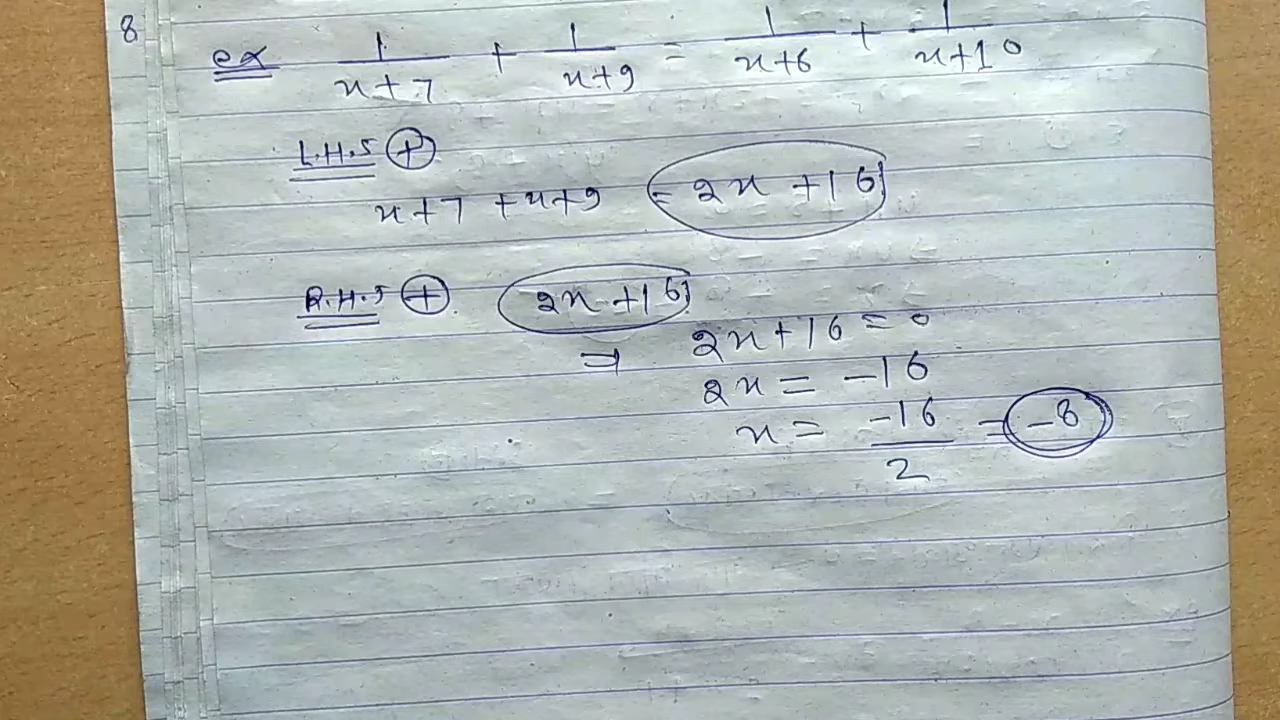 8
ex 1/(x+7) + 1/(x+9) = 1/(x+6) + 1/(x+10)
L.H.S (+)
x+7 + x+9 = 2x +16
R.H.S (+) 2x +16
⇒ 2x+16 = 0
2x = -16
x = -16/2 = -8